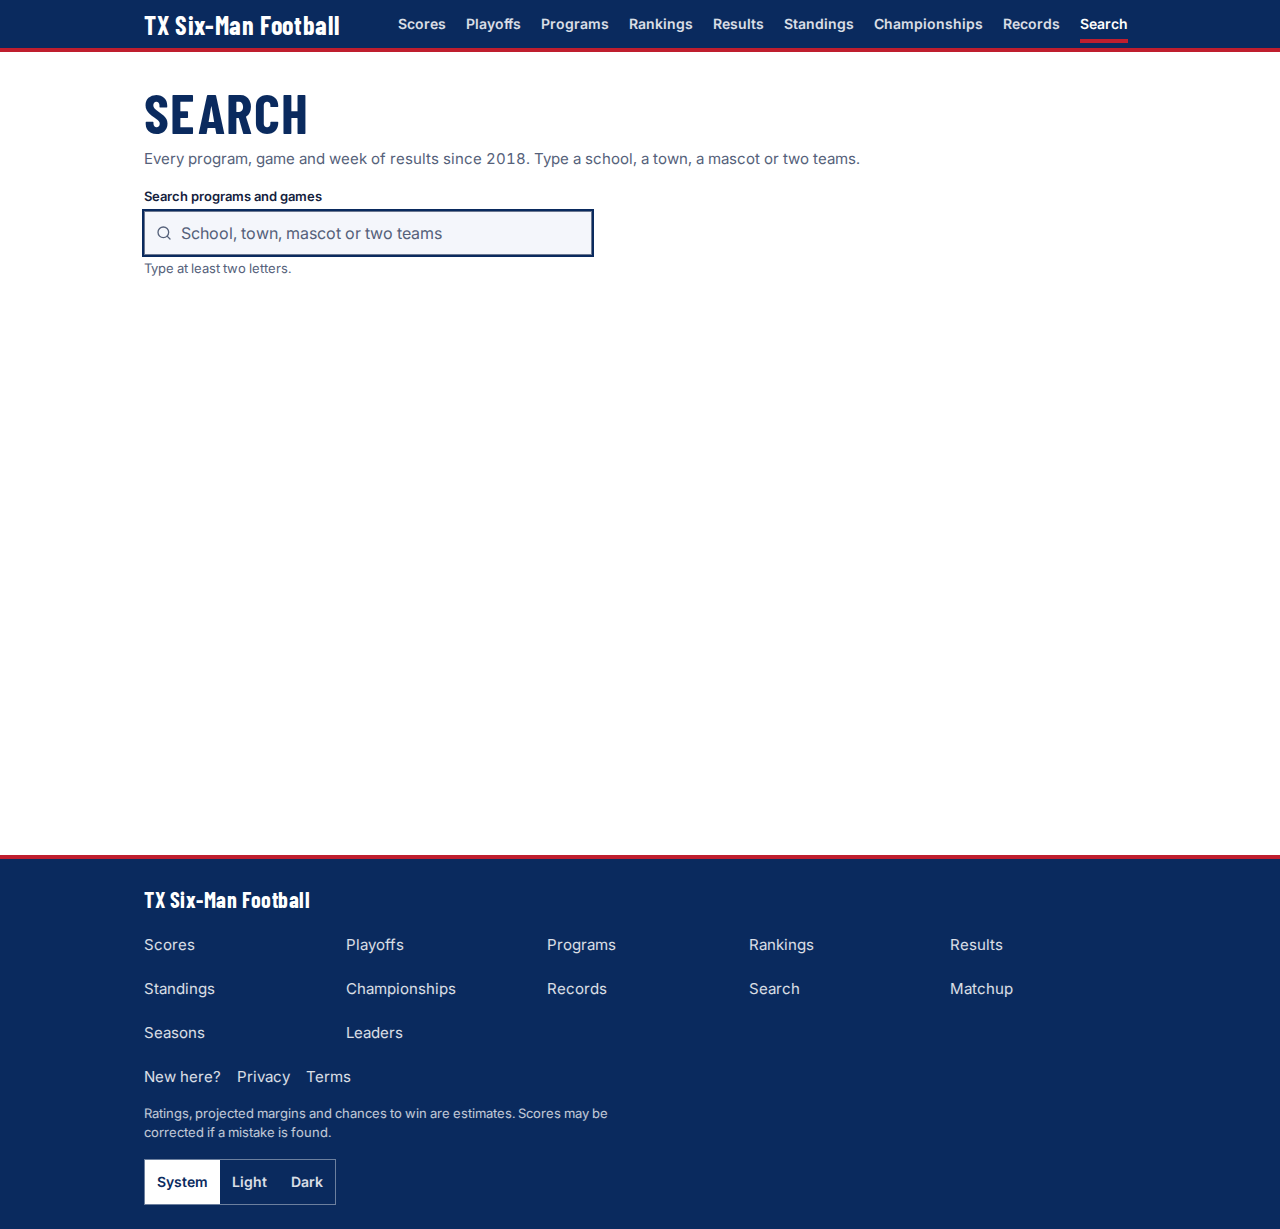 TX Six-Man Football
Scores Playoffs Programs Rankings Results Standings Championships Records Search
SEARCH
Every program, game and week of results since 2018. Type a school, a town, a mascot or two teams.
Search programs and games
School, town, mascot or two teams
Type at least two letters.
TX Six-Man Football
Scores Playoffs Programs Rankings Results
Standings Championships Records Search Matchup
Seasons Leaders
New here? Privacy Terms
Ratings, projected margins and chances to win are estimates. Scores may be
corrected if a mistake is found.
System Light Dark